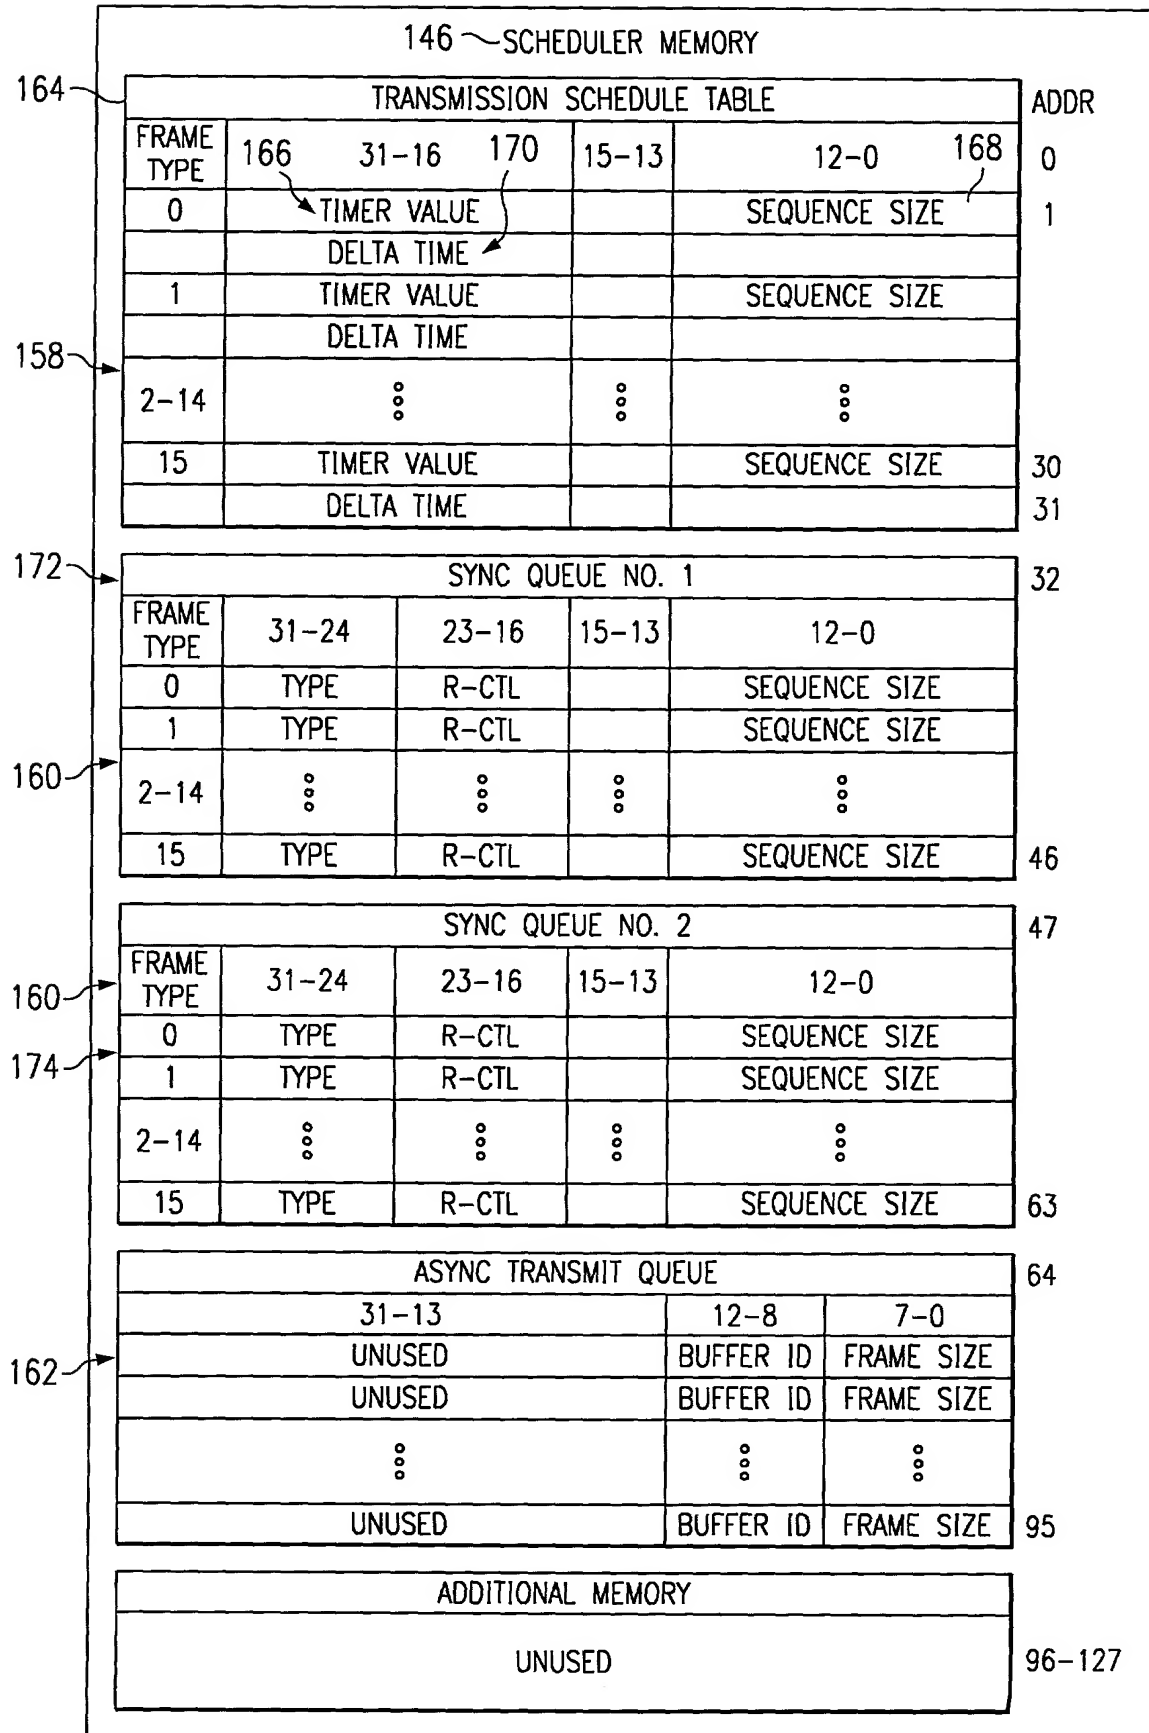 146 SCHEDULER MEMORY
164 TRANSMISSION SCHEDULE TABLE ADDR
FRAME TYPE 166 31-16 170 15-13 12-0 168 0
0 TIMER VALUE SEQUENCE SIZE 1
DELTA TIME
1 TIMER VALUE SEQUENCE SIZE
DELTA TIME
158
2-14
15 TIMER VALUE SEQUENCE SIZE 30
DELTA TIME 31
172 SYNC QUEUE NO. 1 32
FRAME TYPE 31-24 23-16 15-13 12-0
0 TYPE R-CTL SEQUENCE SIZE
1 TYPE R-CTL SEQUENCE SIZE
160 2-14
15 TYPE R-CTL SEQUENCE SIZE 46
SYNC QUEUE NO. 2 47
160 FRAME TYPE 31-24 23-16 15-13 12-0
0 TYPE R-CTL SEQUENCE SIZE
174
1 TYPE R-CTL SEQUENCE SIZE
2-14
15 TYPE R-CTL SEQUENCE SIZE 63
ASYNC TRANSMIT QUEUE 64
31-13 12-8 7-0
162 UNUSED BUFFER ID FRAME SIZE
UNUSED BUFFER ID FRAME SIZE
UNUSED BUFFER ID FRAME SIZE 95
ADDITIONAL MEMORY
UNUSED 96-127